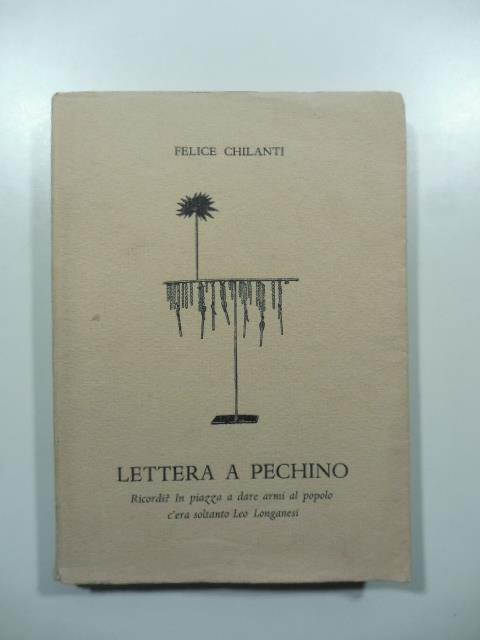 FELICE CHILANTI
LETTERA A PECHINO
Ricordi? In piazza a dare armi al popolo
c'era soltanto Leo Longanesi